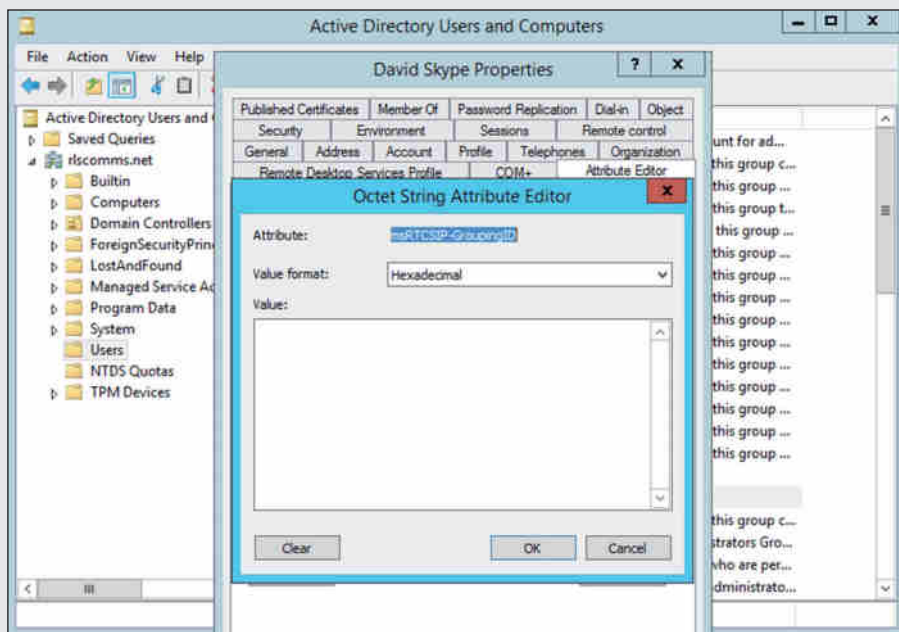 Active Directory Users and Computers
File Action View Help
David Skype Properties
? x
Published Certificates Member Of Password Replication Dial-in Object
Security Environment Sessions Remote control
General Address Account Profile Telephones Organization
Remote Desktop Services Profile COM+ Attribute Editor
Octet String Attribute Editor
x
Attribute: msRTCSIP-GroupingID
Value format: Hexadecimal
Value:
Clear OK Cancel
Active Directory Users and
Saved Queries
rlscomms.net
Builtin
Computers
Domain Controllers
ForeignSecurityPrin
LostAndFound
Managed Service Ac
Program Data
System
Users
NTDS Quotas
TPM Devices
unt for ad...
this group c...
this group ...
this group t...
this group ...
this group ...
this group ...
this group ...
this group ...
this group ...
this group ...
this group ...
this group ...
this group ...
this group ...
this group c...
strators Gro...
who are per...
dministrato...